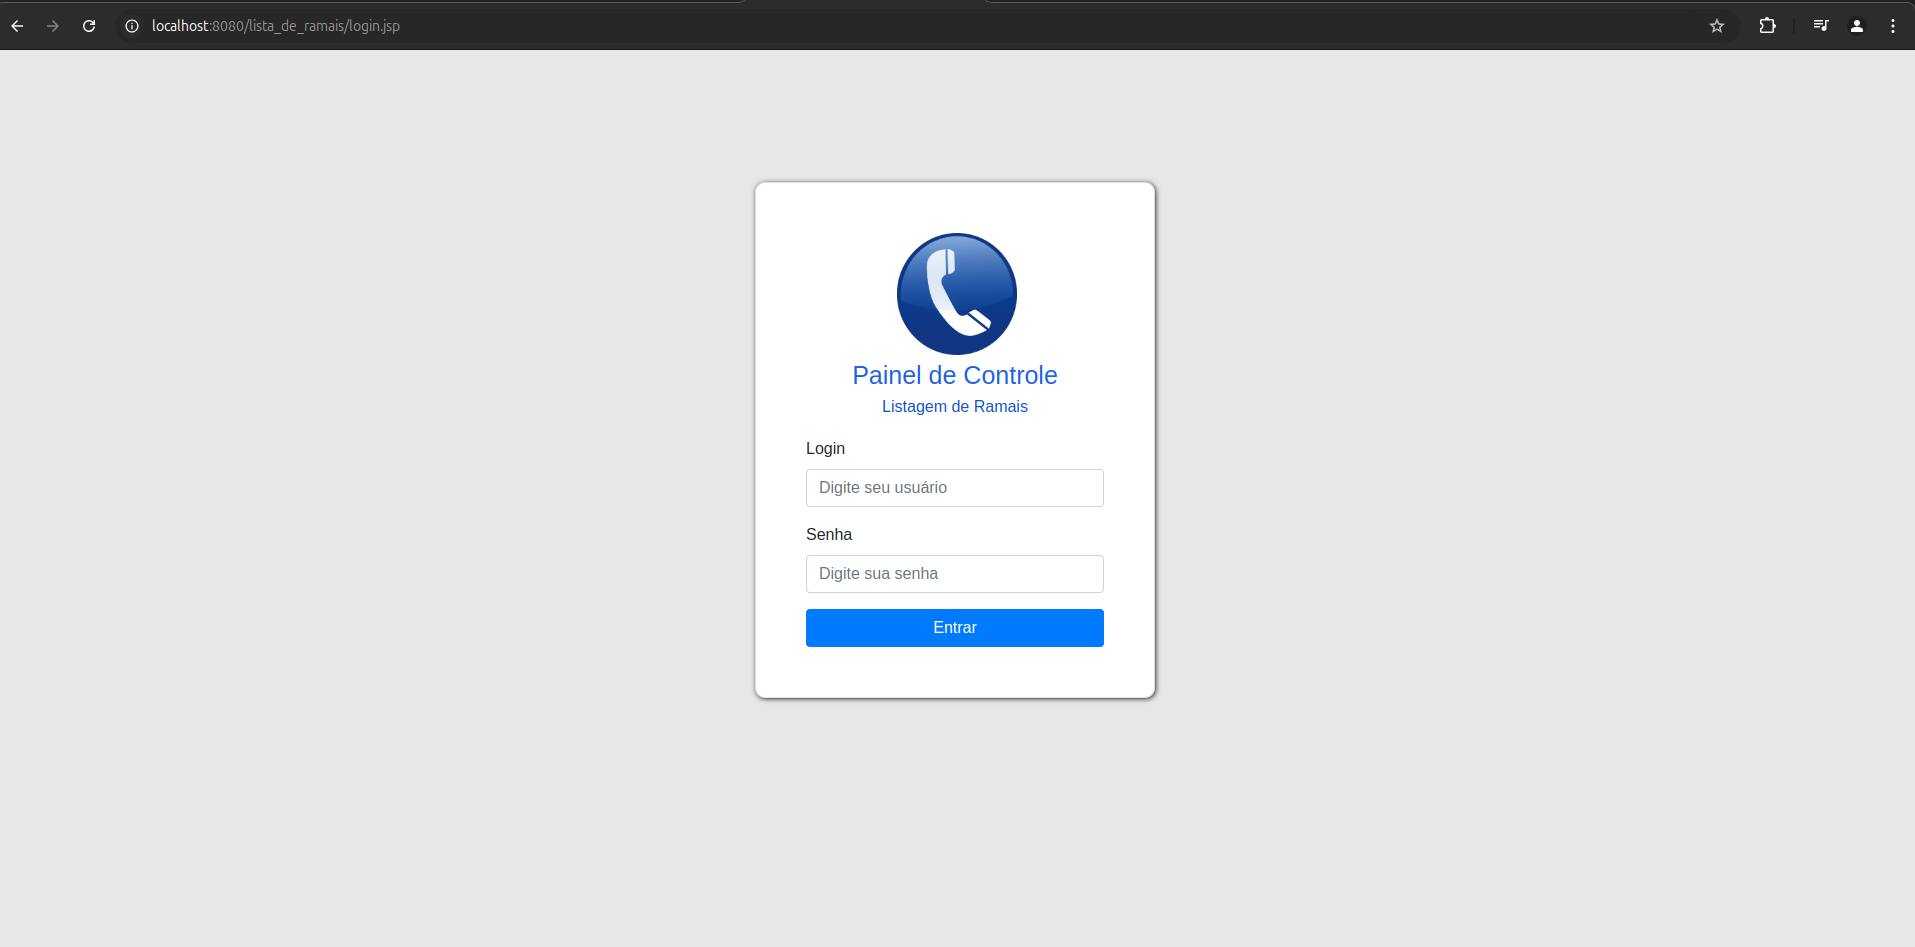 localhost:8080/lista_de_ramais/login.jsp
Painel de Controle
Listagem de Ramais
Login
Digite seu usuário
Senha
Digite sua senha
Entrar